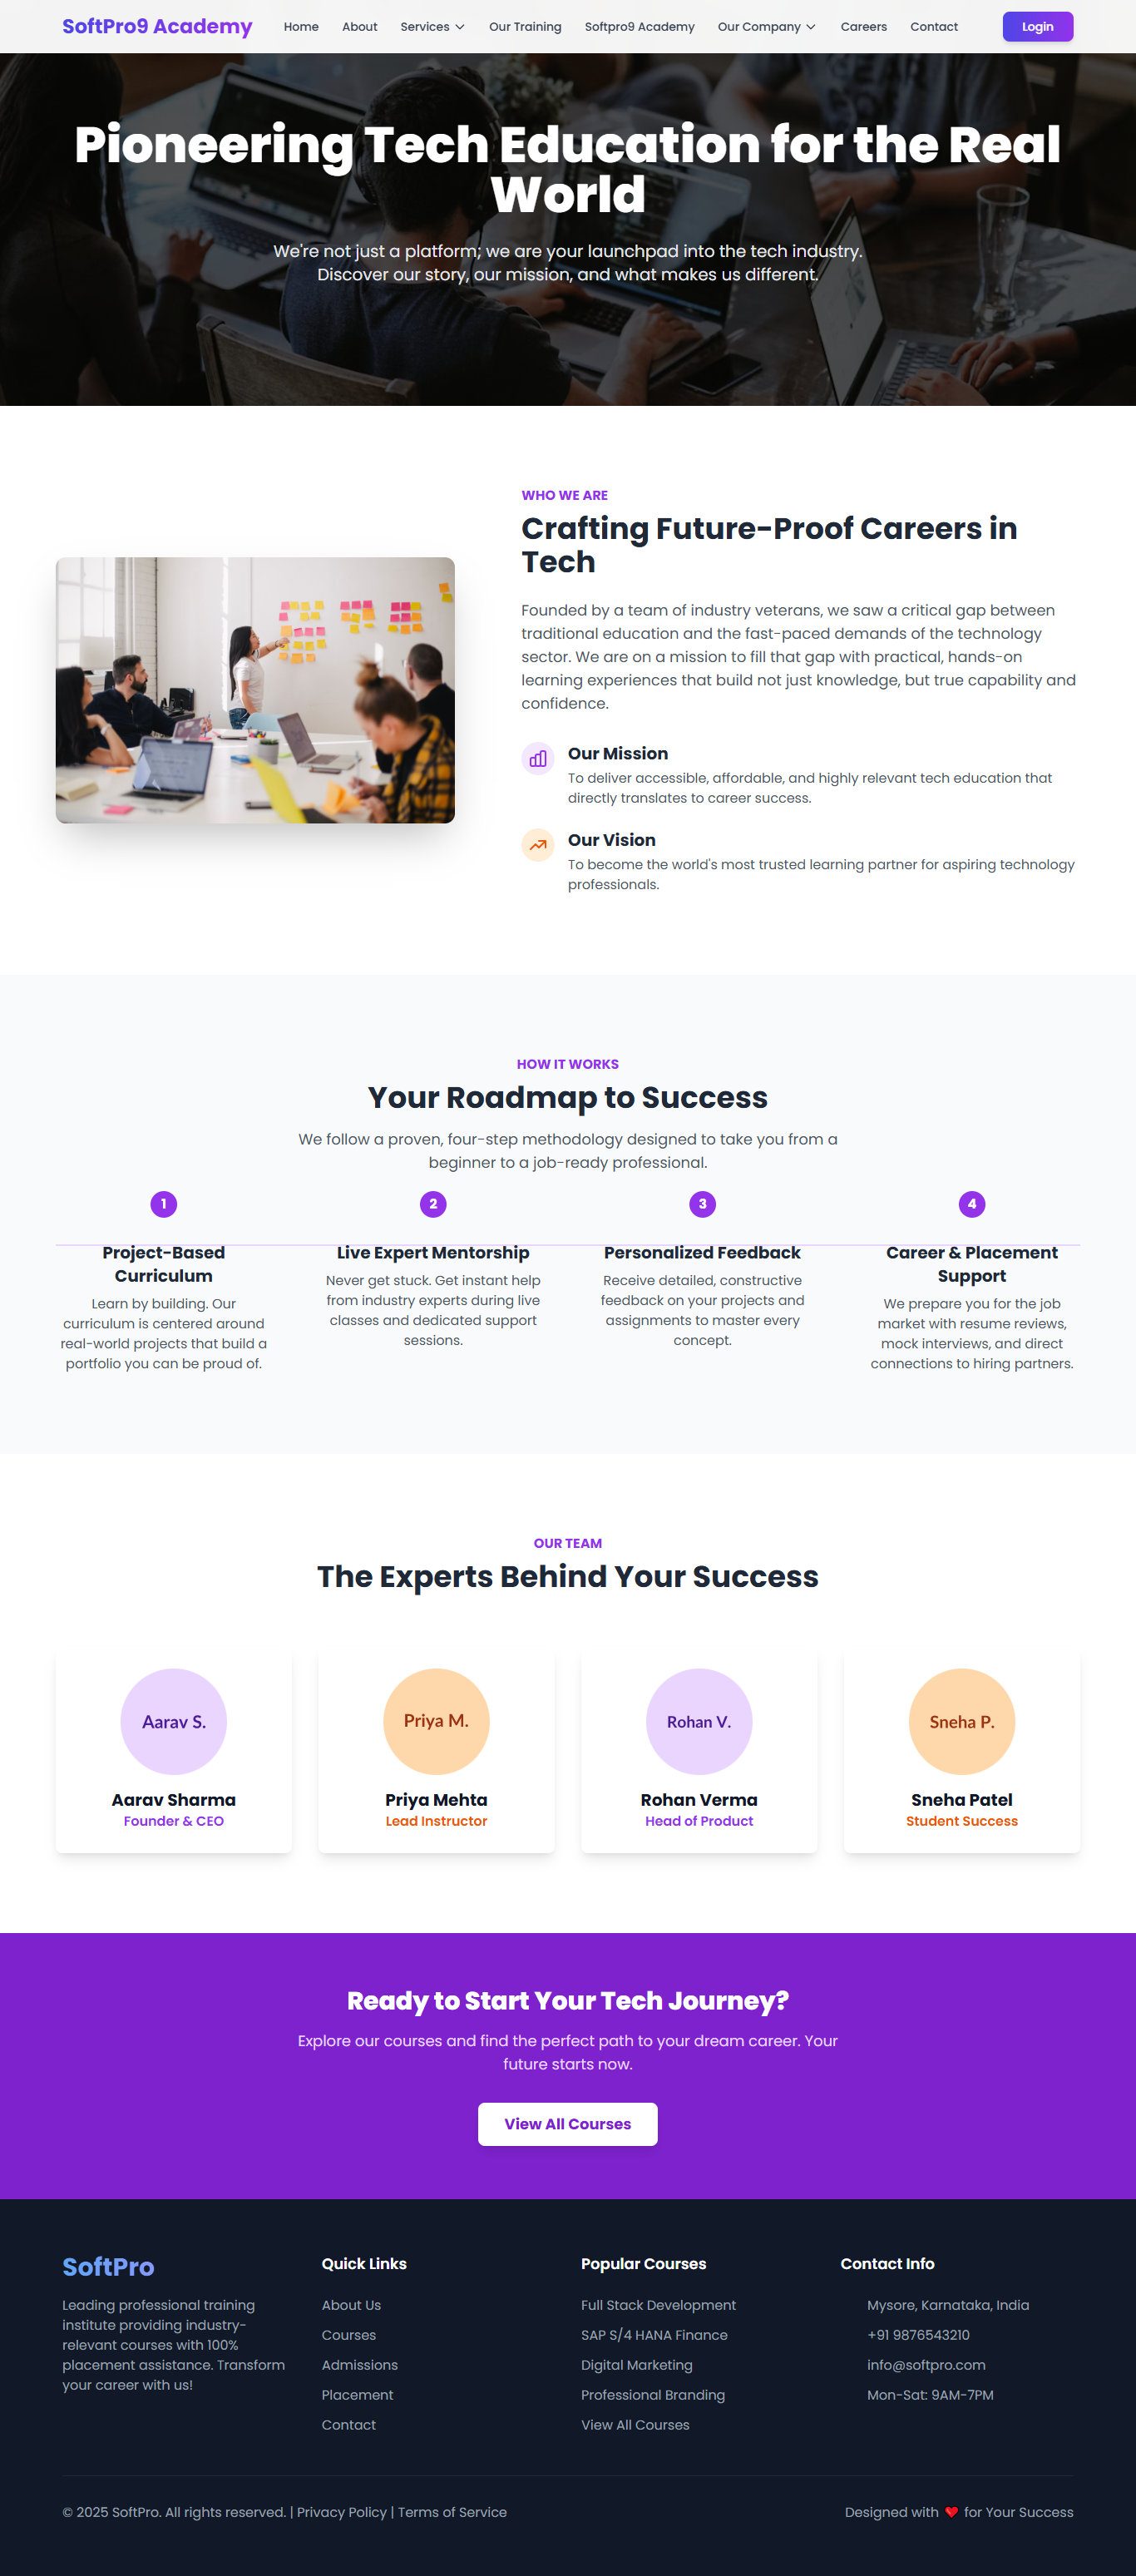 SoftPro9 Academy
Home
About
Services
Our Training
Softpro9 Academy
Our Company
Careers
Contact
Login
Pioneering Tech Education for the Real
World
We're not just a platform; we are your launchpad into the tech industry.
Discover our story, our mission, and what makes us different.
WHO WE ARE
Crafting Future-Proof Careers in
Tech
Founded by a team of industry veterans, we saw a critical gap between
traditional education and the fast-paced demands of the technology
sector. We are on a mission to fill that gap with practical, hands-on
learning experiences that build not just knowledge, but true capability and
confidence.
Our Mission
To deliver accessible, affordable, and highly relevant tech education that
directly translates to career success.
Our Vision
To become the world's most trusted learning partner for aspiring technology
professionals.
HOW IT WORKS
Your Roadmap to Success
We follow a proven, four-step methodology designed to take you from a
beginner to a job-ready professional.
1
Project-Based
Curriculum
Learn by building. Our
curriculum is centered around
real-world projects that build a
portfolio you can be proud of.
2
Live Expert Mentorship
Never get stuck. Get instant help
from industry experts during live
classes and dedicated support
sessions.
3
Personalized Feedback
Receive detailed, constructive
feedback on your projects and
assignments to master every
concept.
4
Career & Placement
Support
We prepare you for the job
market with resume reviews,
mock interviews, and direct
connections to hiring partners.
OUR TEAM
The Experts Behind Your Success
Aarav S.
Aarav Sharma
Founder & CEO
Priya M.
Priya Mehta
Lead Instructor
Rohan V.
Rohan Verma
Head of Product
Sneha P.
Sneha Patel
Student Success
Ready to Start Your Tech Journey?
Explore our courses and find the perfect path to your dream career. Your
future starts now.
View All Courses
SoftPro
Leading professional training
institute providing industry-
relevant courses with 100%
placement assistance. Transform
your career with us!
Quick Links
About Us
Courses
Admissions
Placement
Contact
Popular Courses
Full Stack Development
SAP S/4 HANA Finance
Digital Marketing
Professional Branding
View All Courses
Contact Info
Mysore, Karnataka, India
+91 9876543210
info@softpro.com
Mon-Sat: 9AM-7PM
© 2025 SoftPro. All rights reserved. | Privacy Policy | Terms of Service
Designed with ❤️ for Your Success